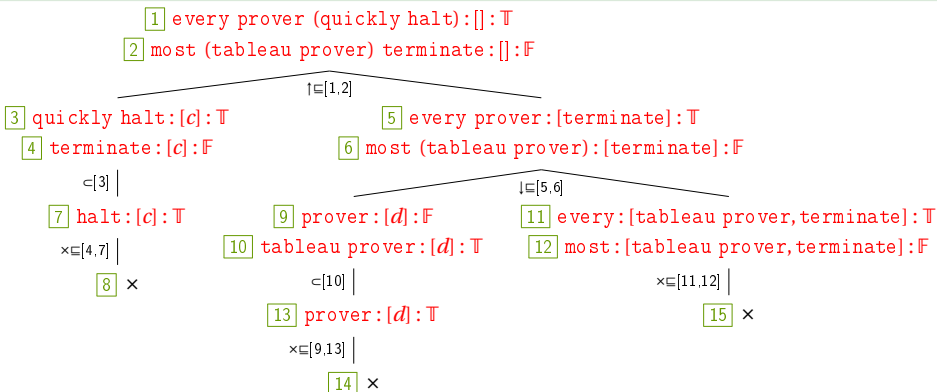 1 every prover (quickly halt) : [] : 𝕋
2 most (tableau prover) terminate : [] : 𝔽
↑⊑[1,2]
3 quickly halt : [c] : 𝕋
4 terminate : [c] : 𝔽
5 every prover : [terminate] : 𝕋
6 most (tableau prover) : [terminate] : 𝔽
⊂[3]
↓⊑[5,6]
7 halt : [c] : 𝕋
9 prover : [d] : 𝔽
11 every : [tableau prover, terminate] : 𝕋
×⊑[4,7]
10 tableau prover : [d] : 𝕋
12 most : [tableau prover, terminate] : 𝔽
8 ×
⊂[10]
×⊑[11,12]
13 prover : [d] : 𝕋
15 ×
×⊑[9,13]
14 ×